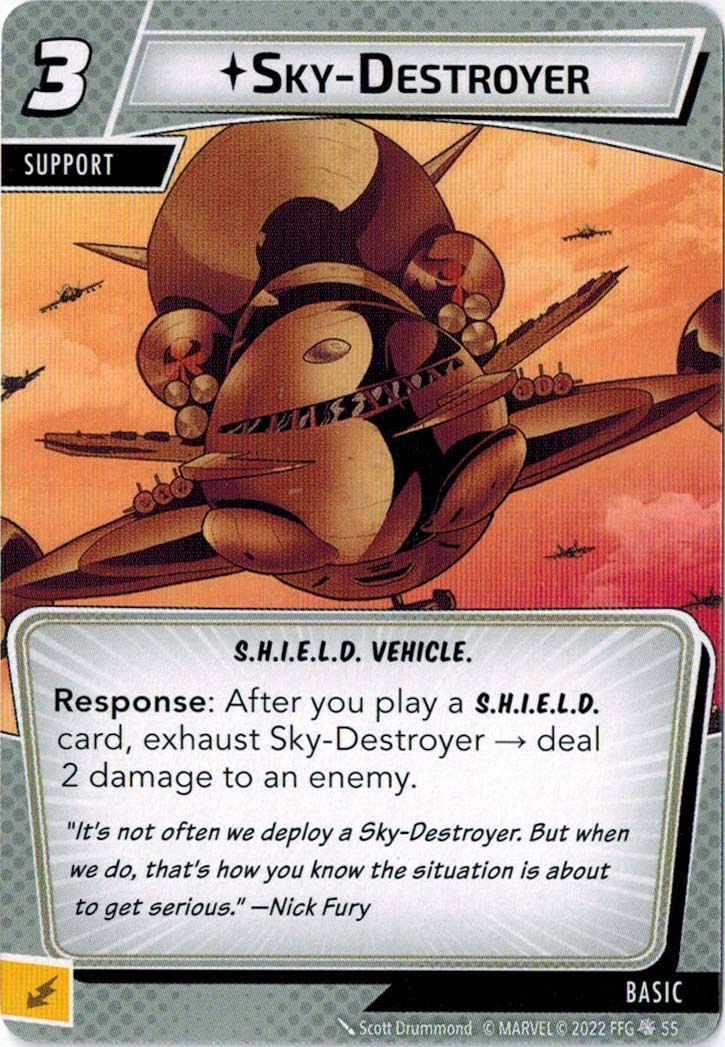 3
Sky-Destroyer
SUPPORT
S.H.I.E.L.D. VEHICLE.
Response: After you play a S.H.I.E.L.D.
card, exhaust Sky-Destroyer → deal
2 damage to an enemy.
"It's not often we deploy a Sky-Destroyer. But when
we do, that's how you know the situation is about
to get serious." —Nick Fury
BASIC
Scott Drummond © MARVEL © 2022 FFG 55